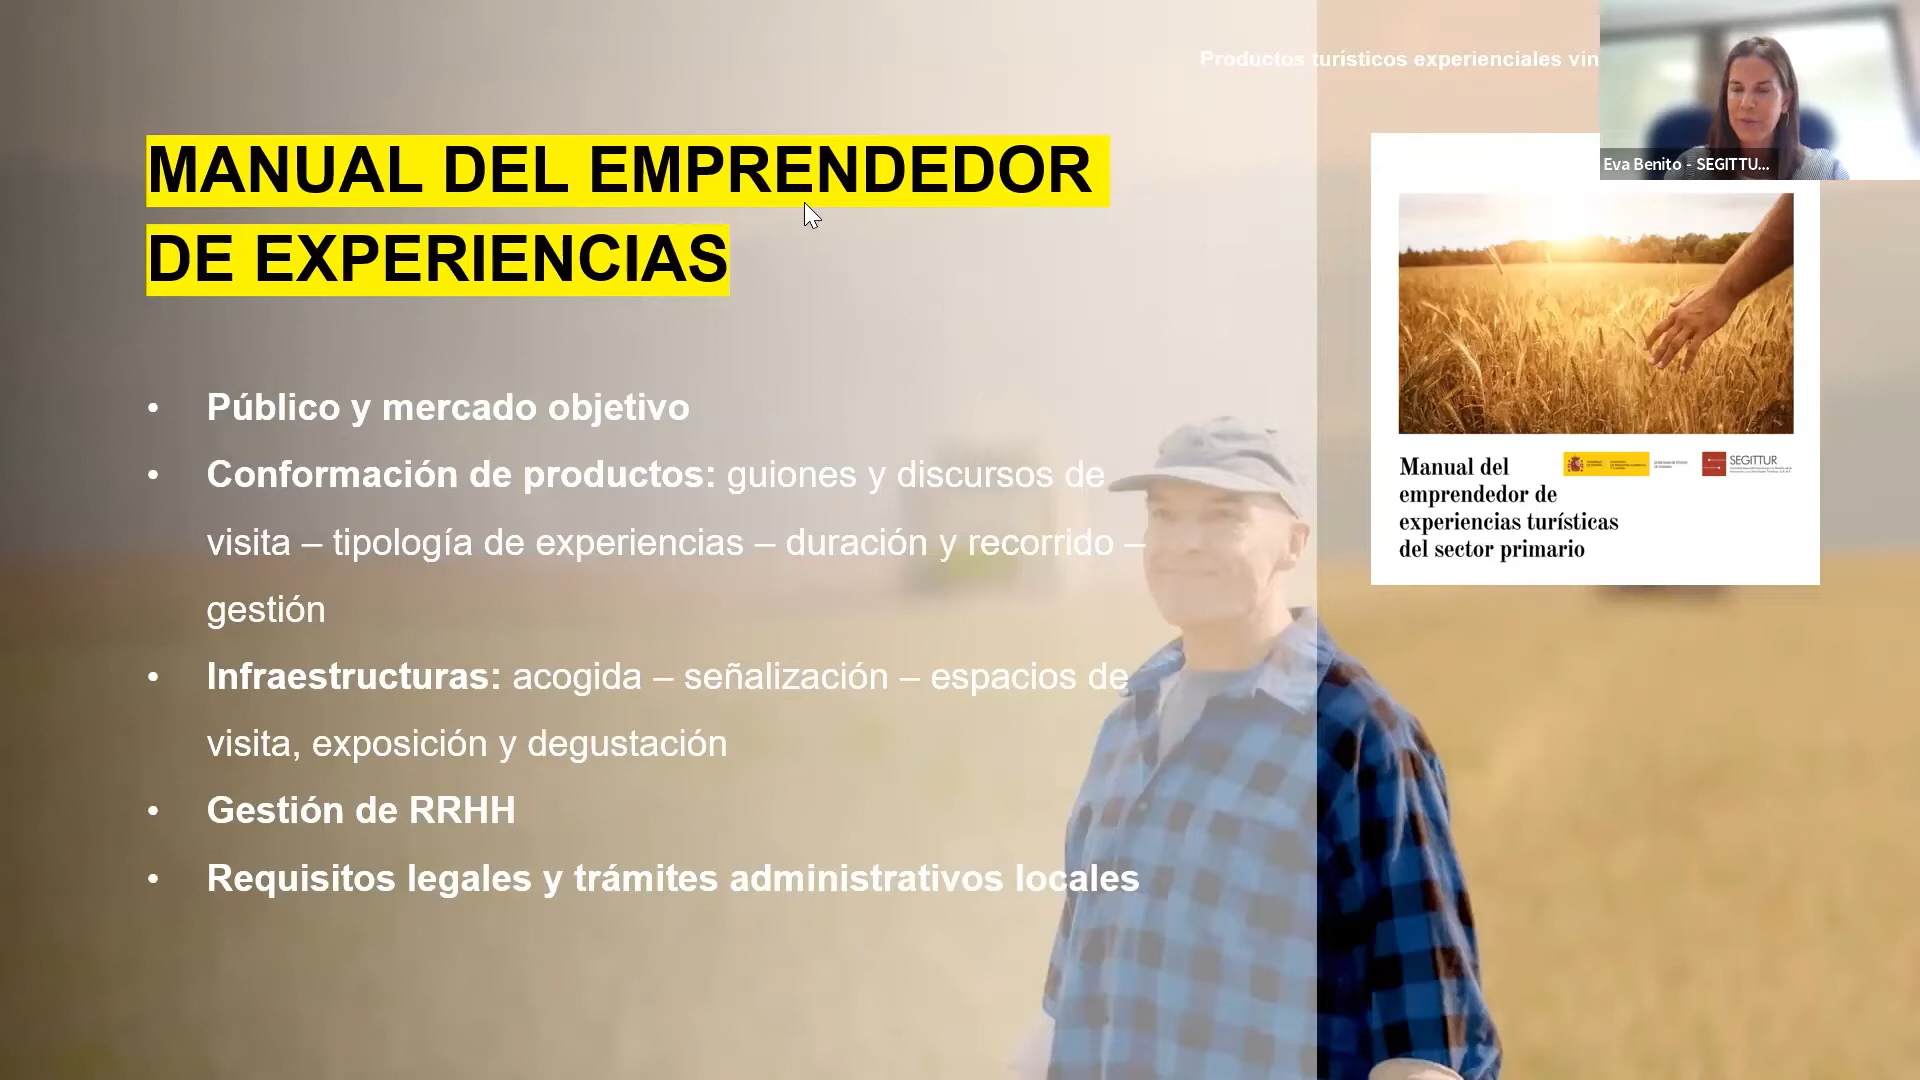 Productos turísticos experienciales vin
Eva Benito - SEGITTU...
MANUAL DEL EMPRENDEDOR
DE EXPERIENCIAS
• Público y mercado objetivo
• Conformación de productos: guiones y discursos de
visita – tipología de experiencias – duración y recorrido –
gestión
• Infraestructuras: acogida – señalización – espacios de
visita, exposición y degustación
• Gestión de RRHH
• Requisitos legales y trámites administrativos locales
Manual del
emprendedor de
experiencias turísticas
del sector primario
SEGITTUR